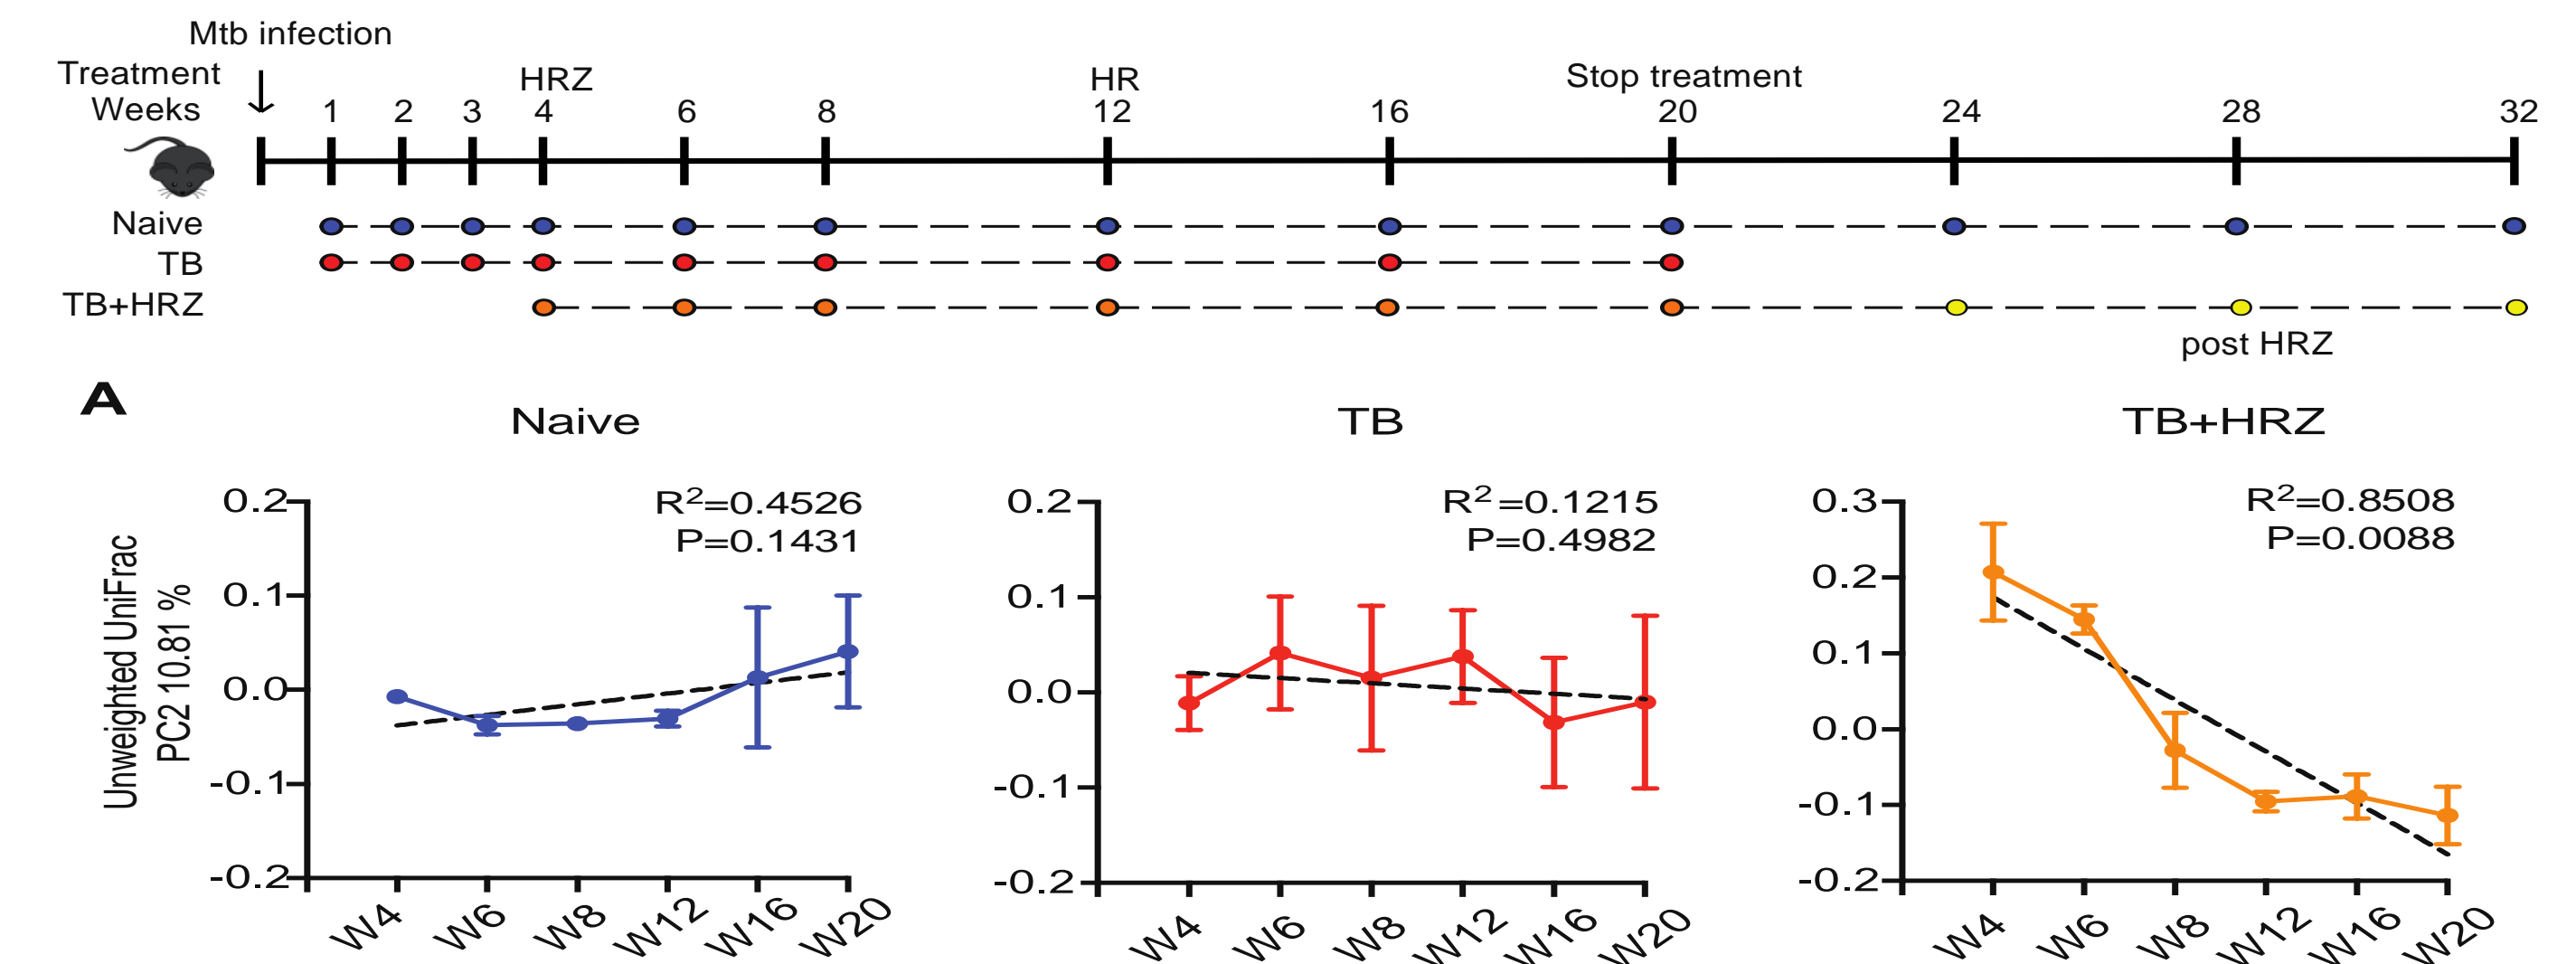 Mtb infection
Treatment HRZ HR Stop treatment
Weeks 1 2 3 4 6 8 12 16 20 24 28 32
Naive
TB
TB+HRZ
post HRZ
A
Naive TB TB+HRZ
Unweighted UniFrac
PC2 10.81 %
0.2
0.1
0.0
-0.1
-0.2
R²=0.4526
P=0.1431
W4 W6 W8 W12 W16 W20
0.2
0.1
0.0
-0.1
-0.2
R²=0.1215
P=0.4982
W4 W6 W8 W12 W16 W20
0.3
0.2
0.1
0.0
-0.1
-0.2
R²=0.8508
P=0.0088
W4 W6 W8 W12 W16 W20